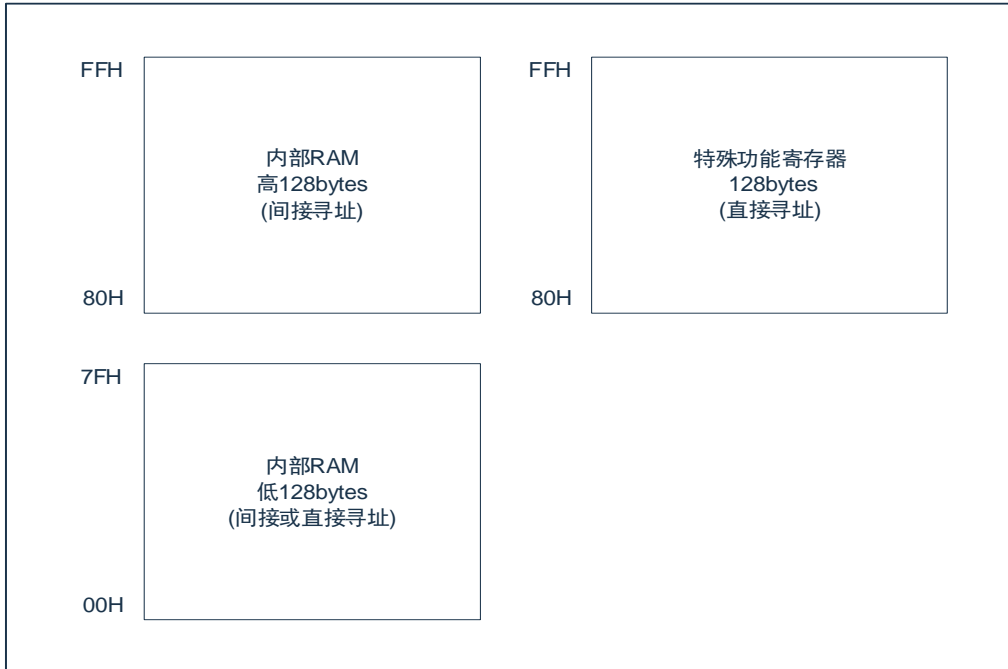 FFH
内部RAM
高128bytes
(间接寻址)
80H
FFH
特殊功能寄存器
128bytes
(直接寻址)
80H
7FH
内部RAM
低128bytes
(间接或直接寻址)
00H